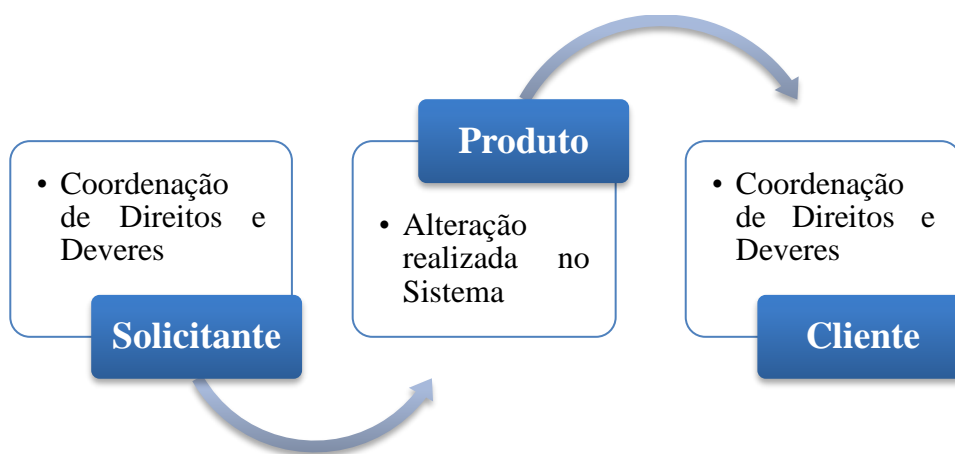 • Coordenação
de Direitos e
Deveres
Solicitante
Produto
• Alteração
realizada no
Sistema
• Coordenação
de Direitos e
Deveres
Cliente